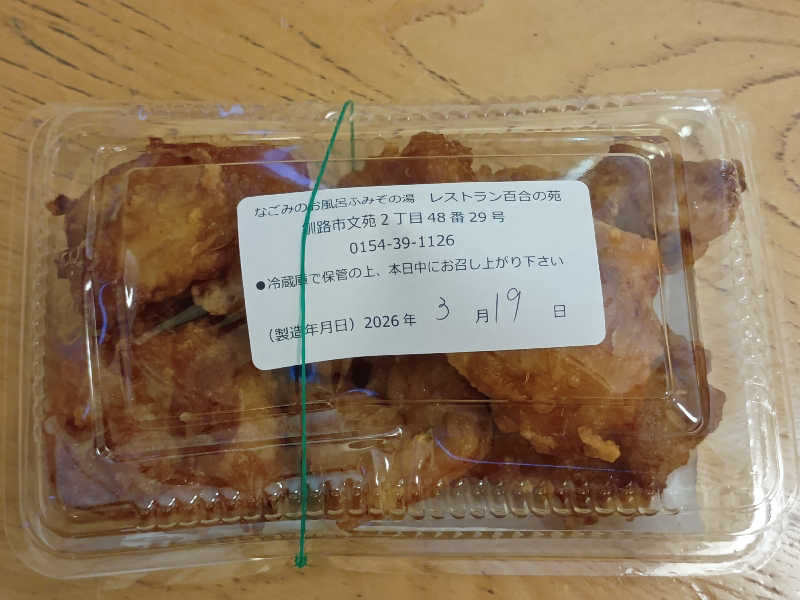 なごみのお風呂ふみぞの湯　レストラン百合の苑
釧路市文苑2丁目48番29号
0154-39-1126
●冷蔵庫で保管の上、本日中にお召し上がり下さい
（製造年月日）2026年 3月19日